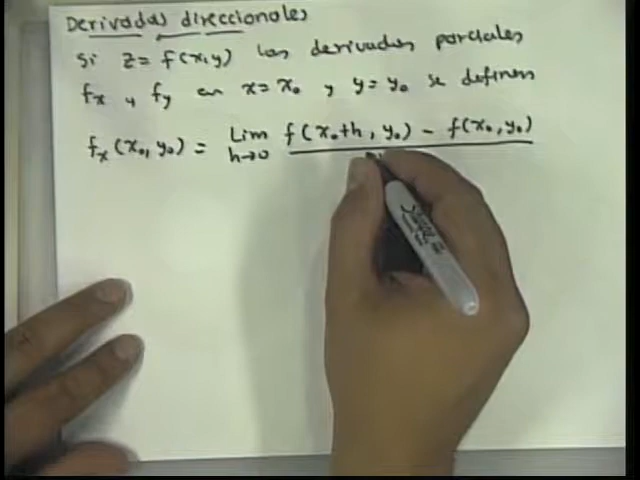 Derivadas direccionales
Si z = f(x,y) las derivadas parciales
fx y fy en x = x₀ y y = y₀ se definen
fx(x₀, y₀) = Lim h→0 f(x₀+h, y₀) - f(x₀, y₀)